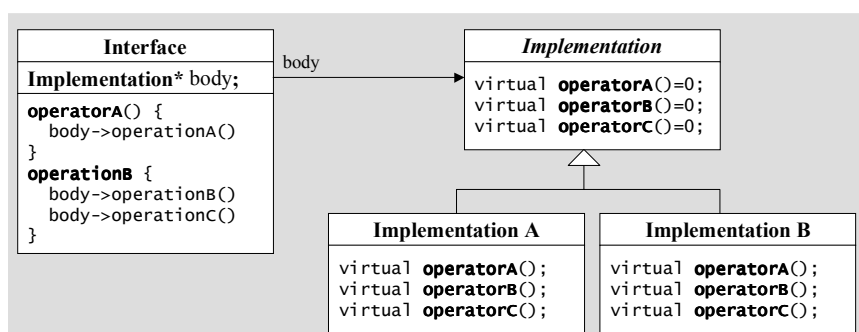 Interface
Implementation* body;
operatorA() {
body->operationA()
}
operationB {
body->operationB()
body->operationC()
}
body
Implementation
virtual operatorA()=0;
virtual operatorB()=0;
virtual operatorC()=0;
Implementation A
virtual operatorA();
virtual operatorB();
virtual operatorC();
Implementation B
virtual operatorA();
virtual operatorB();
virtual operatorC();